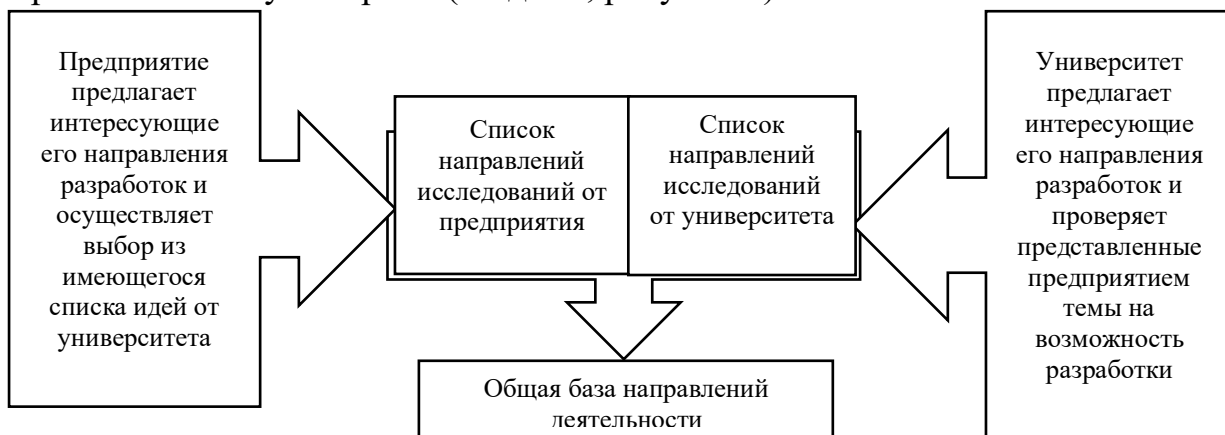 Предприятие
предлагает
интересующие
его направления
разработок и
осуществляет
выбор из
имеющегося
списка идей от
университета
Список
направлений
исследований от
предприятия
Список
направлений
исследований
от университета
Университет
предлагает
интересующие
его направления
разработок и
проверяет
представленные
предприятием
темы на
возможность
разработки
Общая база направлений
деятельности